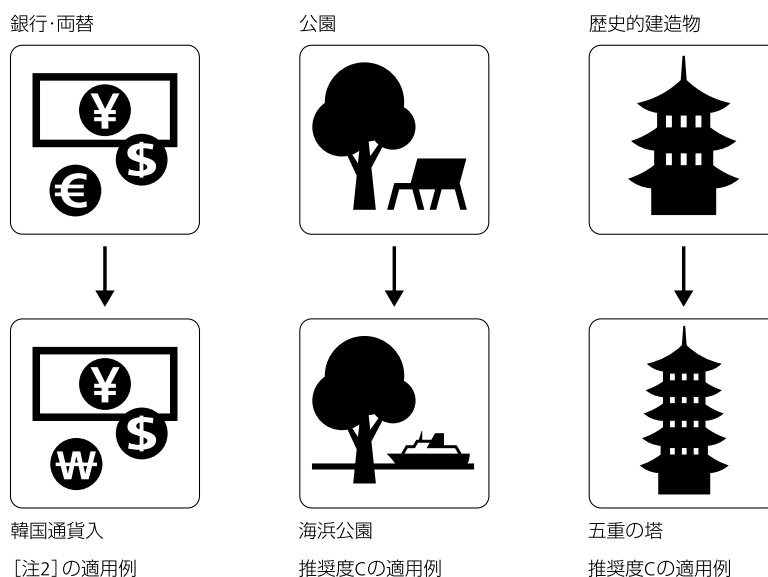 銀行・両替
公園
歴史的建造物
¥
$
€
¥
$
₩
韓国通貨入
海浜公園
五重の塔
［注2］の適用例
推奨度Cの適用例
推奨度Cの適用例